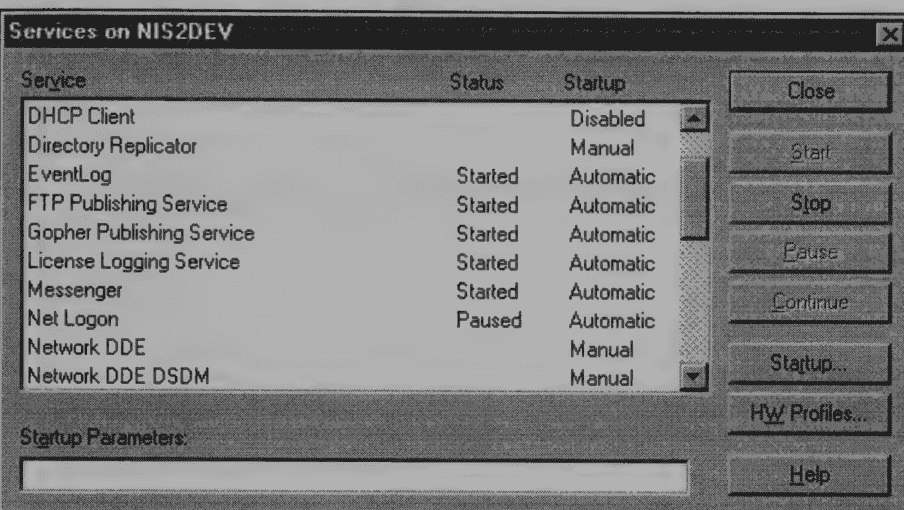 Services on NIS2DEV
Service Status Startup
DHCP Client Disabled
Directory Replicator Manual
EventLog Started Automatic
FTP Publishing Service Started Automatic
Gopher Publishing Service Started Automatic
License Logging Service Started Automatic
Messenger Started Automatic
Net Logon Paused Automatic
Network DDE Manual
Network DDE DSDM Manual
Startup Parameters:
Close
Start
Stop
Pause
Continue
Startup...
HW Profiles...
Help